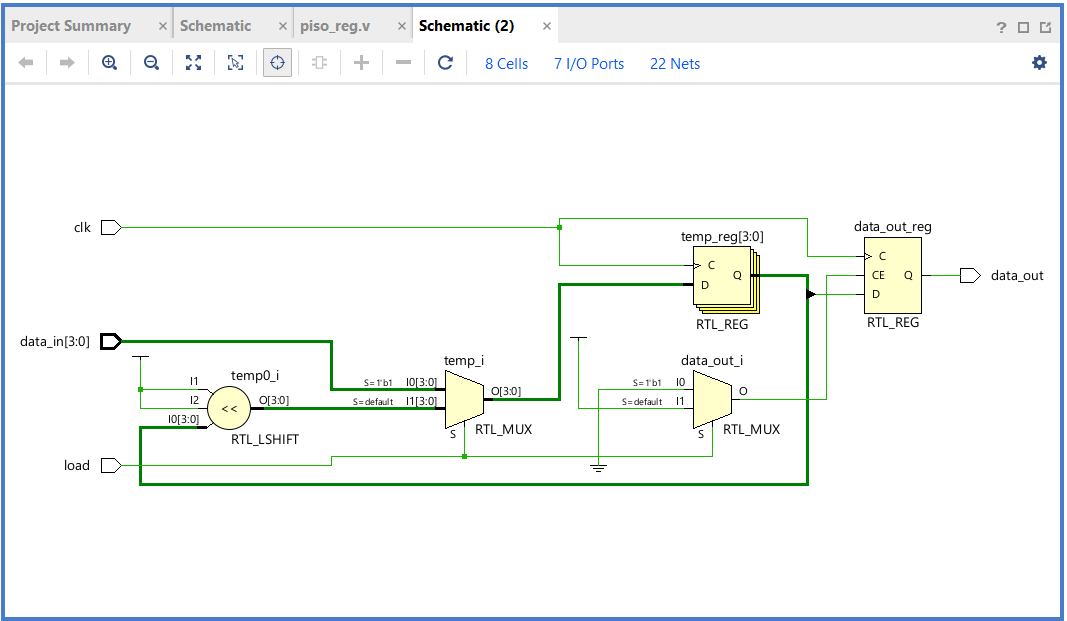 Project Summary × Schematic × piso_reg.v × Schematic (2) × ?
8 Cells 7 I/O Ports 22 Nets
clk
temp_reg[3:0]
C
Q
D
RTL_REG
data_out_reg
C
CE Q
D
RTL_REG
data_out
data_in[3:0]
temp0_i
I1
I2 O[3:0]
I0[3:0]
<<
RTL_LSHIFT
temp_i
S=1'b1 I0[3:0]
S=default I1[3:0]
O[3:0]
S
RTL_MUX
data_out_i
S=1'b1 I0
S=default I1
O
S
RTL_MUX
load